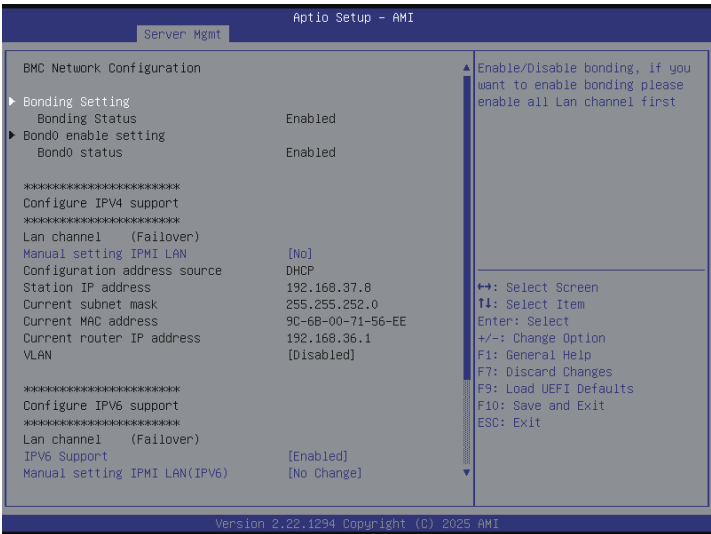 Aptio Setup – AMI
Server Mgmt
BMC Network Configuration
Bonding Setting
Bonding Status Enabled
Bond0 enable setting
Bond0 status Enabled
**********************
Configure IPV4 support
**********************
Lan channel (Failover)
Manual setting IPMI LAN [No]
Configuration address source DHCP
Station IP address 192.168.37.8
Current subnet mask 255.255.252.0
Current MAC address 9C-6B-00-71-56-EE
Current router IP address 192.168.36.1
VLAN [Disabled]
**********************
Configure IPV6 support
**********************
Lan channel (Failover)
IPV6 Support [Enabled]
Manual setting IPMI LAN(IPV6) [No Change]
Enable/Disable bonding, if you
want to enable bonding please
enable all Lan channel first
↔: Select Screen
↑↓: Select Item
Enter: Select
+/-: Change Option
F1: General Help
F7: Discard Changes
F9: Load UEFI Defaults
F10: Save and Exit
ESC: Exit
Version 2.22.1294 Copyright (C) 2025 AMI